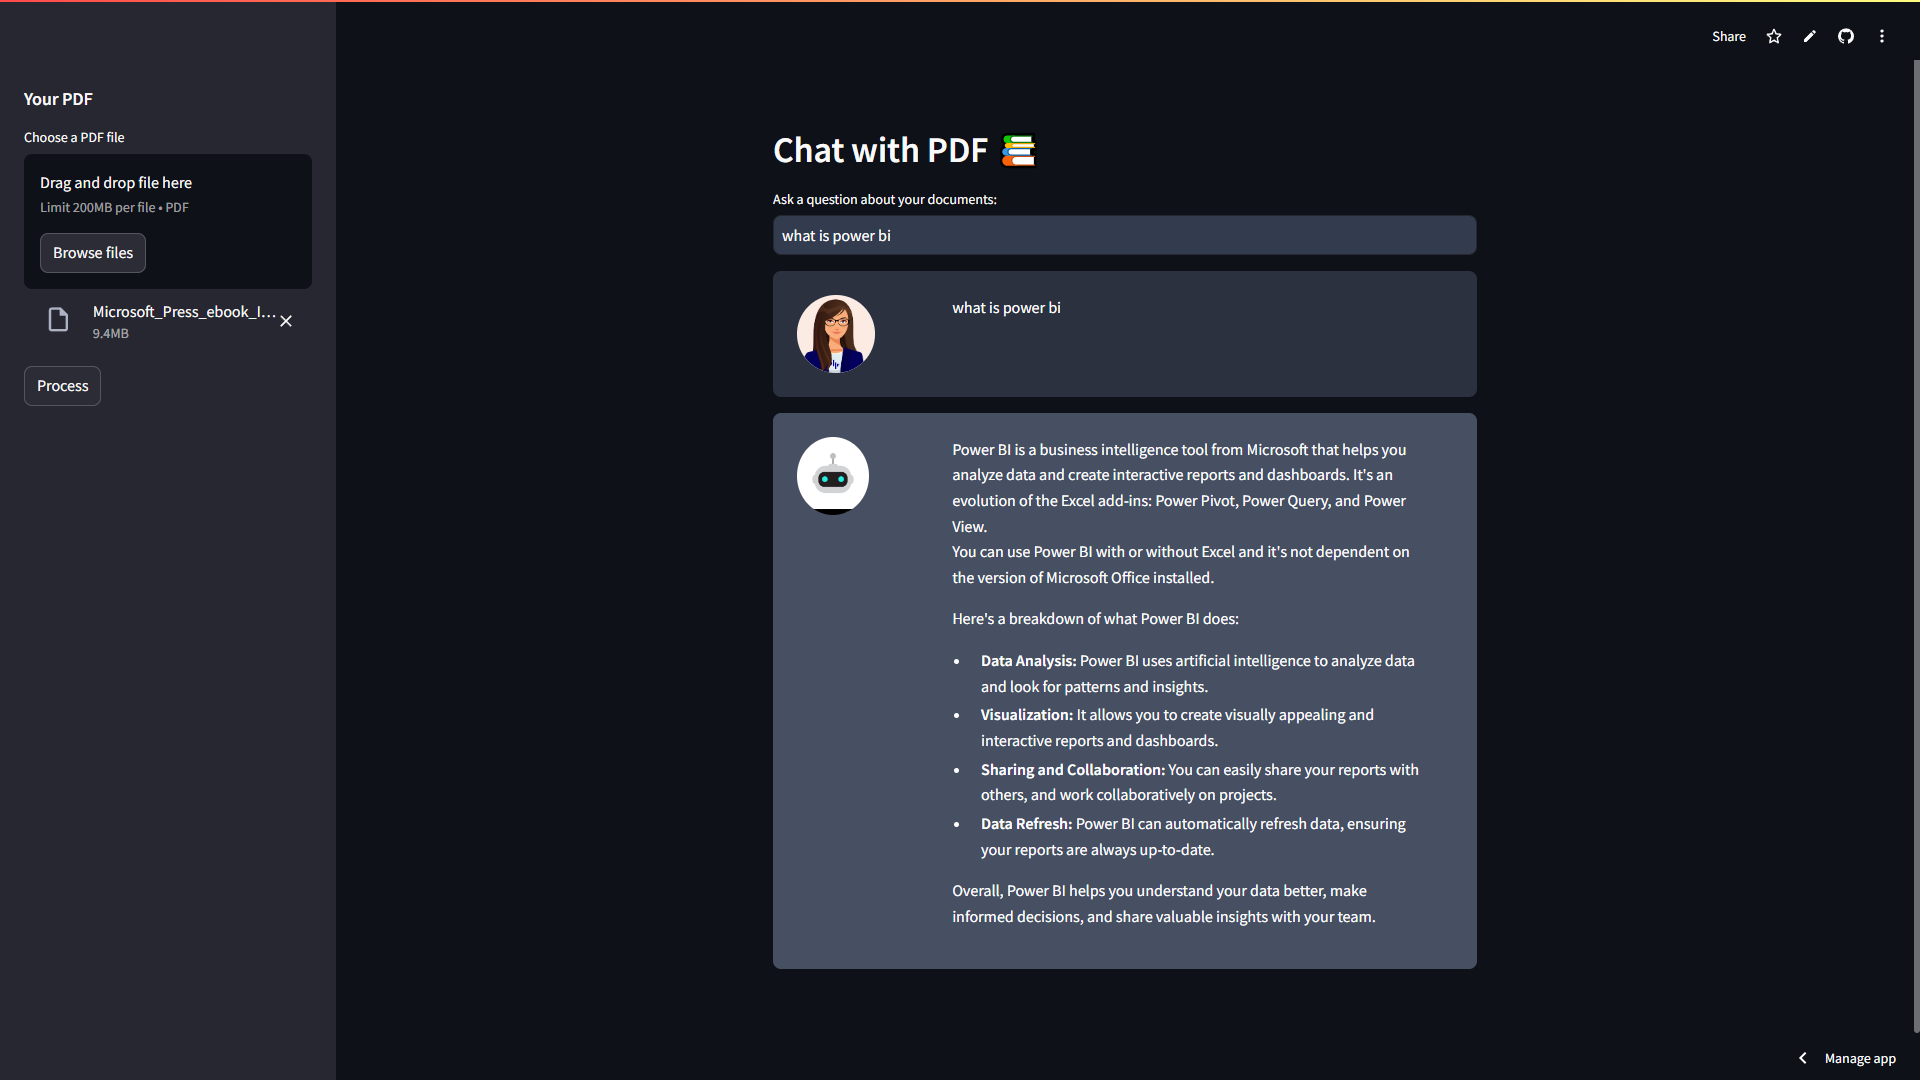 Share
Your PDF
Choose a PDF file
Drag and drop file here
Limit 200MB per file • PDF
Browse files
Microsoft_Press_ebook_I...
9.4MB
Process
Chat with PDF
Ask a question about your documents:
what is power bi
what is power bi
Power BI is a business intelligence tool from Microsoft that helps you
analyze data and create interactive reports and dashboards. It's an
evolution of the Excel add-ins: Power Pivot, Power Query, and Power
View.
You can use Power BI with or without Excel and it's not dependent on
the version of Microsoft Office installed.
Here's a breakdown of what Power BI does:
• Data Analysis: Power BI uses artificial intelligence to analyze data
and look for patterns and insights.
• Visualization: It allows you to create visually appealing and
interactive reports and dashboards.
• Sharing and Collaboration: You can easily share your reports with
others, and work collaboratively on projects.
• Data Refresh: Power BI can automatically refresh data, ensuring
your reports are always up-to-date.
Overall, Power BI helps you understand your data better, make
informed decisions, and share valuable insights with your team.
Manage app